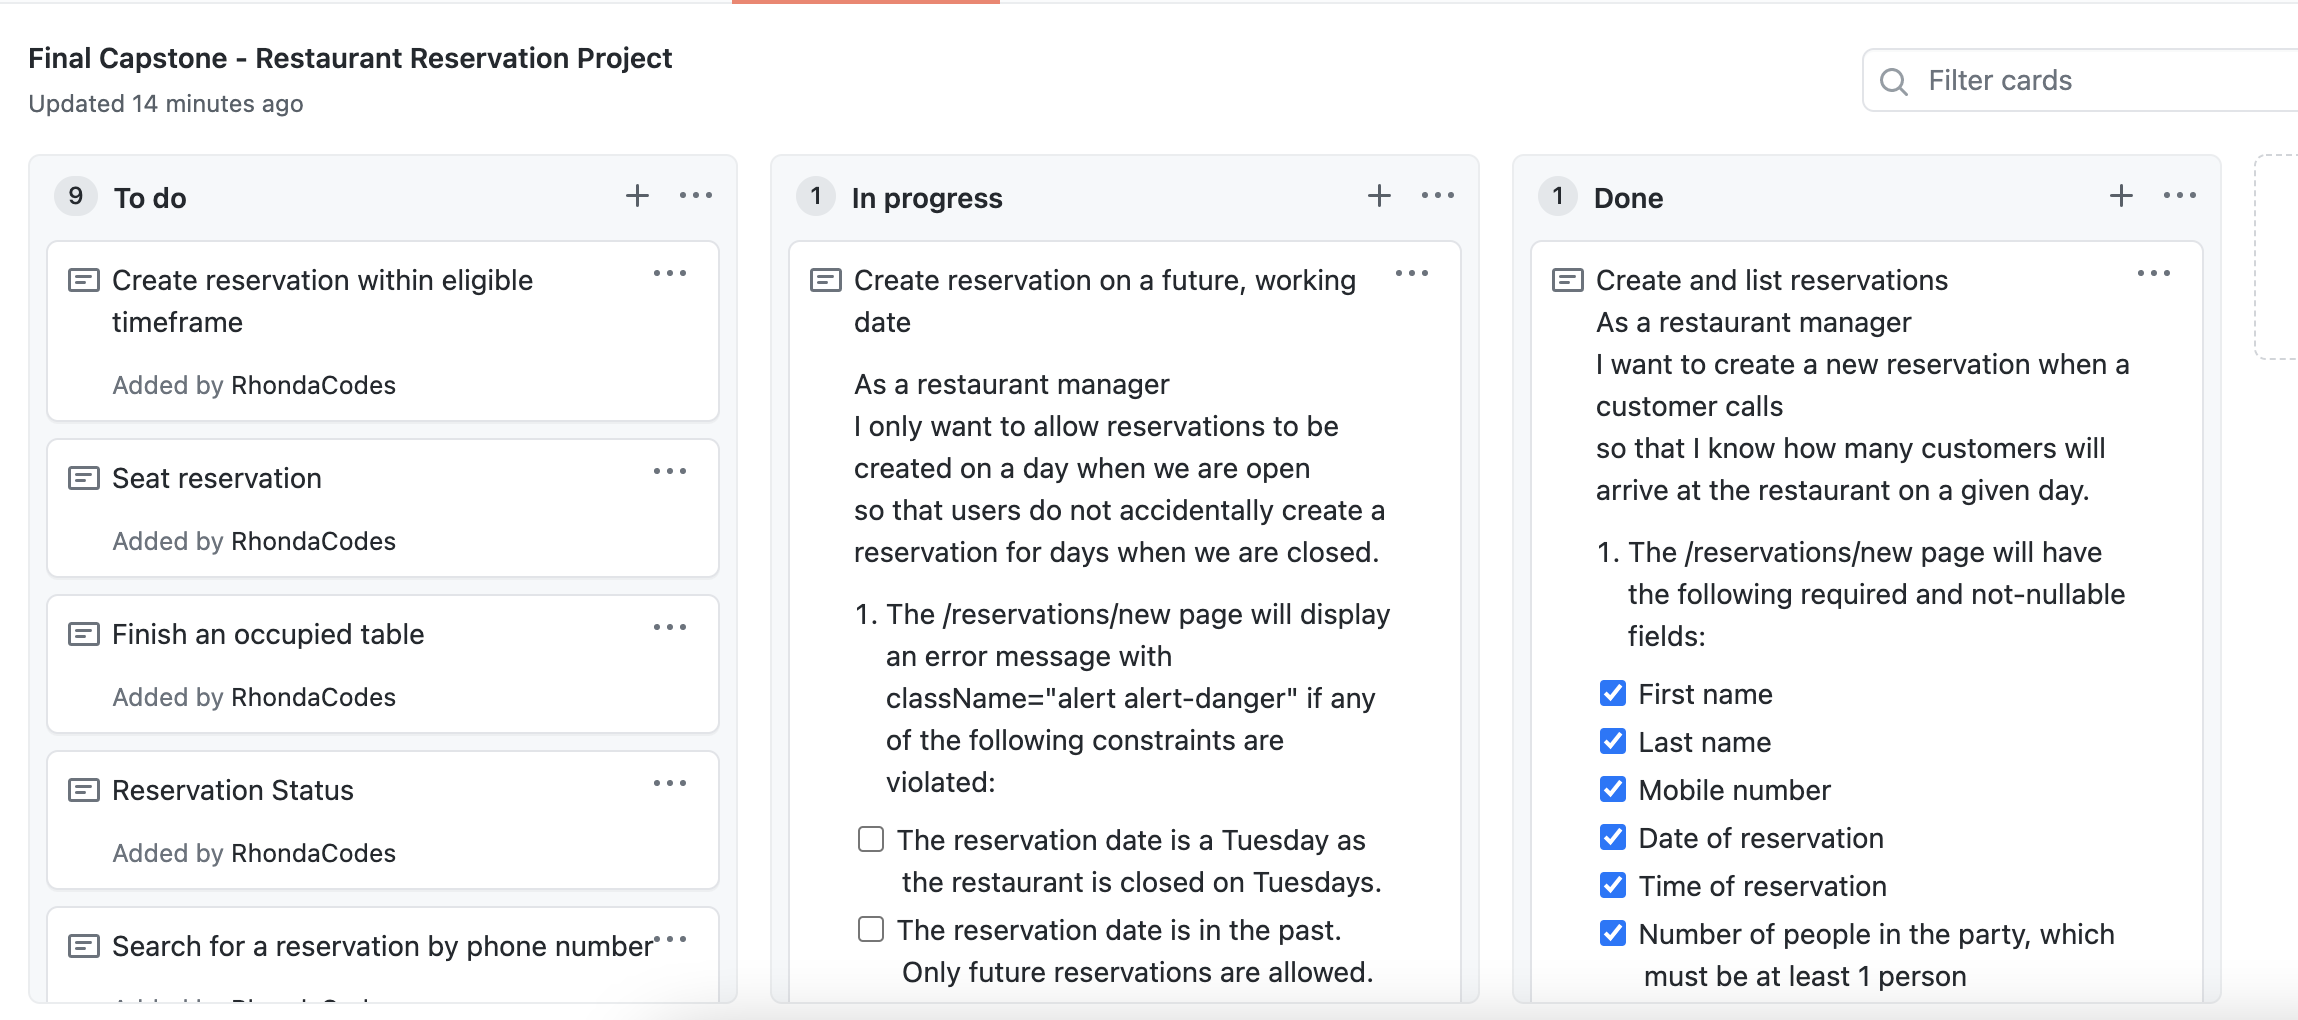 Final Capstone - Restaurant Reservation Project
Updated 14 minutes ago
Filter cards
9 To do
Create reservation within eligible
timeframe
Added by RhondaCodes
Seat reservation
Added by RhondaCodes
Finish an occupied table
Added by RhondaCodes
Reservation Status
Added by RhondaCodes
Search for a reservation by phone number
1 In progress
Create reservation on a future, working
date
As a restaurant manager
I only want to allow reservations to be
created on a day when we are open
so that users do not accidentally create a
reservation for days when we are closed.
1. The /reservations/new page will display
an error message with
className="alert alert-danger" if any
of the following constraints are
violated:
The reservation date is a Tuesday as
the restaurant is closed on Tuesdays.
The reservation date is in the past.
Only future reservations are allowed.
1 Done
Create and list reservations
As a restaurant manager
I want to create a new reservation when a
customer calls
so that I know how many customers will
arrive at the restaurant on a given day.
1. The /reservations/new page will have
the following required and not-nullable
fields:
First name
Last name
Mobile number
Date of reservation
Time of reservation
Number of people in the party, which
must be at least 1 person